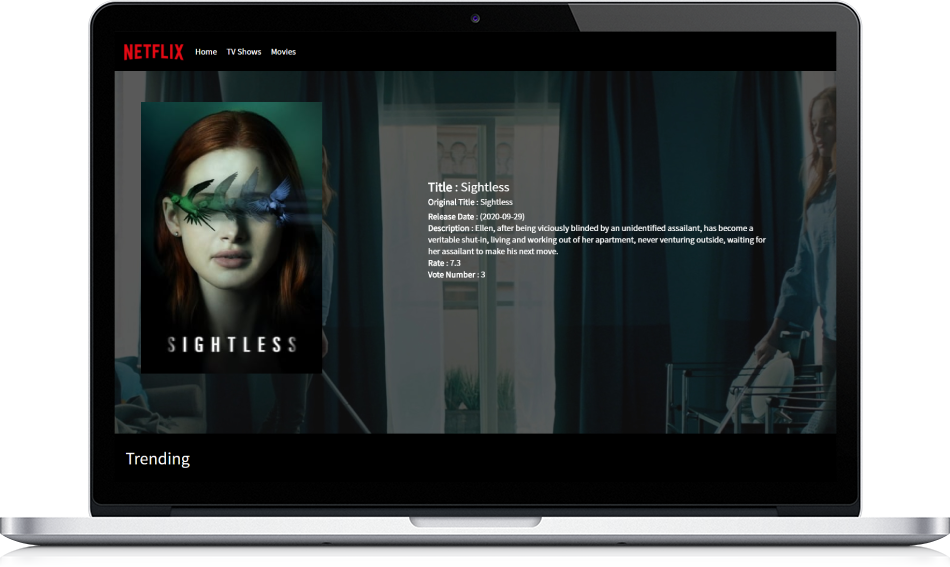 NETFLIX Home TV Shows Movies
Title : Sightless
Original Title : Sightless
Release Date : (2020-09-29)
Description : Ellen, after being viciously blinded by an unidentified assailant, has become a
veritable shut-in, living and working out of her apartment, never venturing outside, waiting for
her assailant to make his next move.
Rate : 7.3
Vote Number : 3
SIGHTLESS
Trending